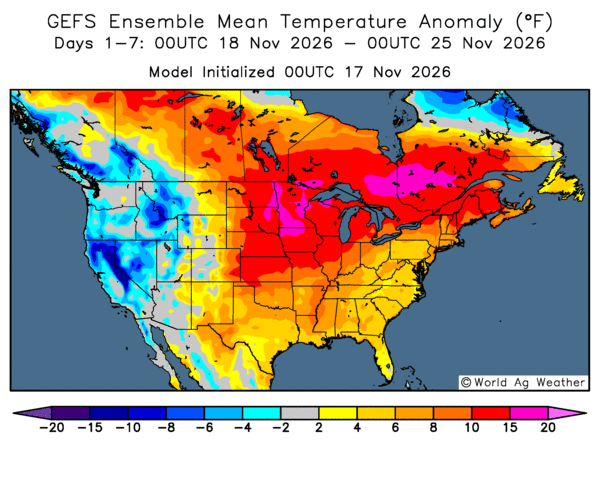 GEFS Ensemble Mean Temperature Anomaly (°F)
Days 1-7: 00UTC 18 Nov 2026 - 00UTC 25 Nov 2026
Model Initialized 00UTC 17 Nov 2026
©World Ag Weather
-20 -15 -10 -8 -6 -4 -2 2 4 6 8 10 15 20